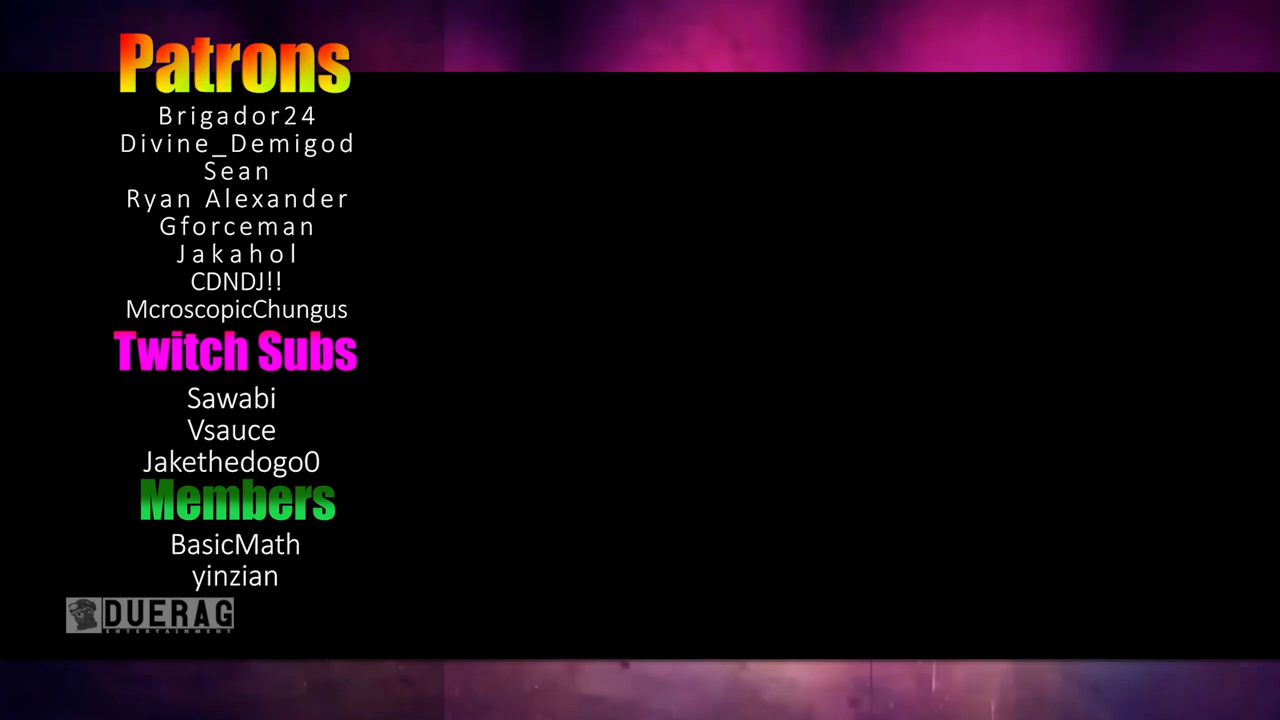 Patrons
Brigador24
Divine_Demigod
Sean
Ryan Alexander
Gforceman
Jakahol
CDNDJ!!
McroscopicChungus
Twitch Subs
Sawabi
Vsauce
Jakethedogo0
Members
BasicMath
yinzian
DUERAG
ENTERTAINMENT